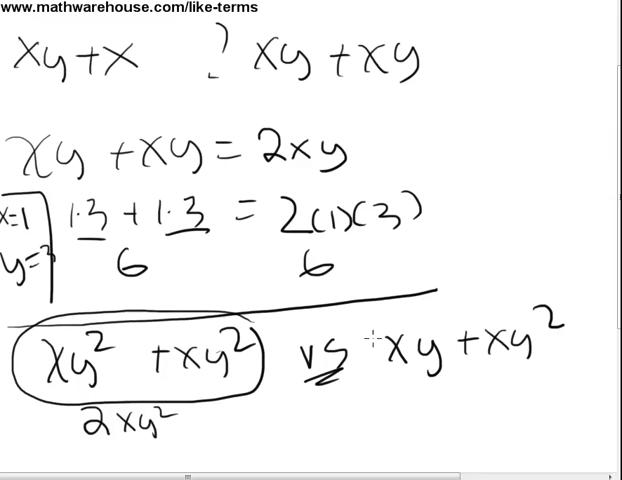 www.mathwarehouse.com/like-terms
xy+x ? xy+xy
xy+xy=2xy
x=1 1·3+1·3=2(1)(3)
y=3 6 6
xy²+xy² vs xy+xy²
2xy²